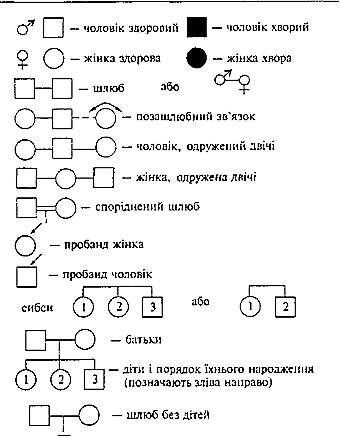 ♂ — чоловік здоровий — чоловік хворий
♀ — жінка здорова — жінка хвора
— шлюб або ♂ ♀
— позашлюбний зв'язок
— чоловік, одружений двічі
— жінка, одружена двічі
— споріднений шлюб
— пробанд жінка
— пробанд чоловік
сибси 1 2 3 або 1 2
— батьки
1 2 3 — діти і порядок їхнього народження
(позначають зліва направо)
— шлюб без дітей